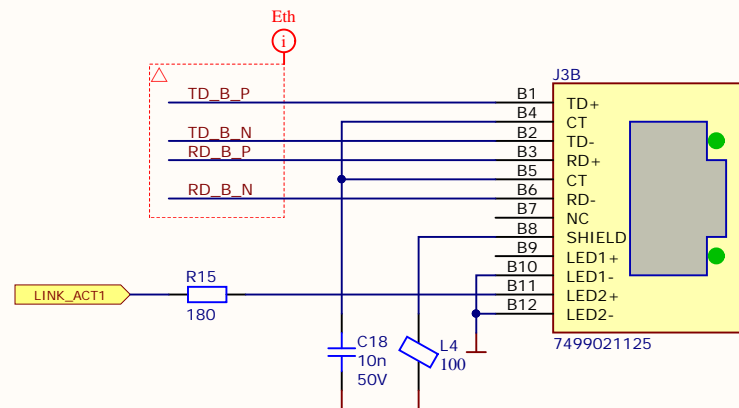 Eth
i
J3B
TD_B_P
B1
TD+
B4
CT
TD_B_N
B2
TD-
RD_B_P
B3
RD+
B5
CT
RD_B_N
B6
RD-
B7
NC
B8
SHIELD
B9
LED1+
B10
LED1-
R15
LINK_ACT1
B11
LED2+
180
B12
LED2-
C18
10n
50V
L4
100
7499021125